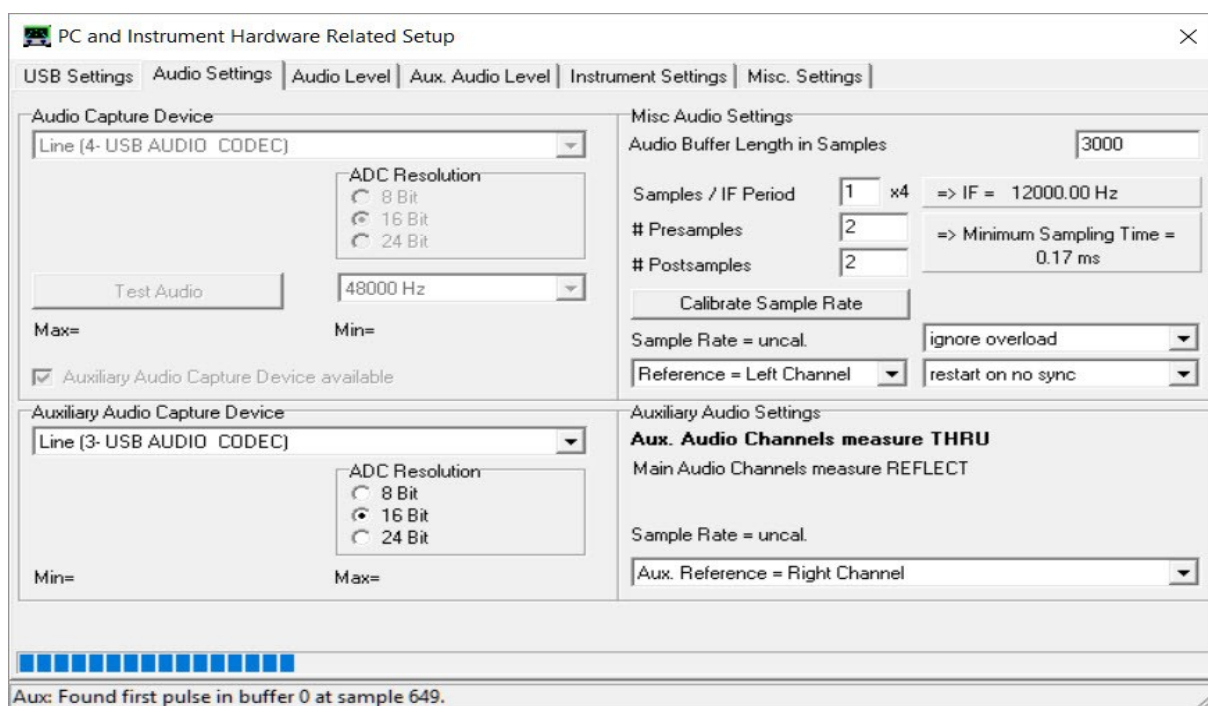 PC and Instrument Hardware Related Setup
USB Settings Audio Settings Audio Level Aux. Audio Level Instrument Settings Misc. Settings
Audio Capture Device
Line (4- USB AUDIO  CODEC)
ADC Resolution
8 Bit
16 Bit
24 Bit
Test Audio
48000 Hz
Max=
Min=
Auxiliary Audio Capture Device available
Misc Audio Settings
Audio Buffer Length in Samples
3000
Samples / IF Period
1
x4
=> IF =   12000.00 Hz
# Presamples
2
=> Minimum Sampling Time =
0.17 ms
# Postsamples
2
Calibrate Sample Rate
Sample Rate = uncal.
ignore overload
Reference = Left Channel
restart on no sync
Auxiliary Audio Capture Device
Line (3- USB AUDIO  CODEC)
ADC Resolution
8 Bit
16 Bit
24 Bit
Min=
Max=
Auxiliary Audio Settings
Aux. Audio Channels measure THRU
Main Audio Channels measure REFLECT
Sample Rate = uncal.
Aux. Reference = Right Channel
Aux: Found first pulse in buffer 0 at sample 649.